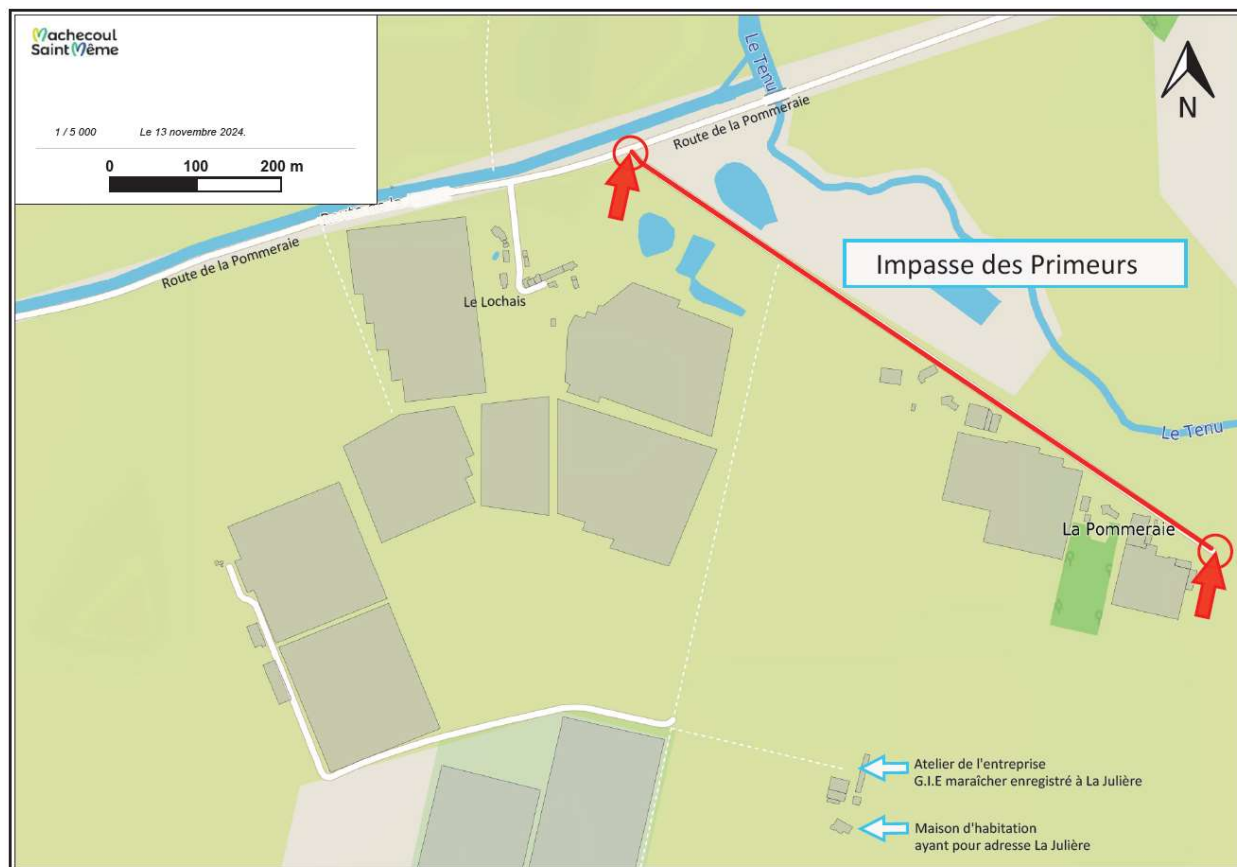 Machecoul
Saint Même
1 / 5 000 Le 13 novembre 2024.
0 100 200 m
N
Le Tenu
Route de la Pommeraie
Route de la Pommeraie
Impasse des Primeurs
Le Lochais
Le Tenu
La Pommeraie
Atelier de l'entreprise
G.I.E maraîcher enregistré à La Julière
Maison d'habitation
ayant pour adresse La Julière